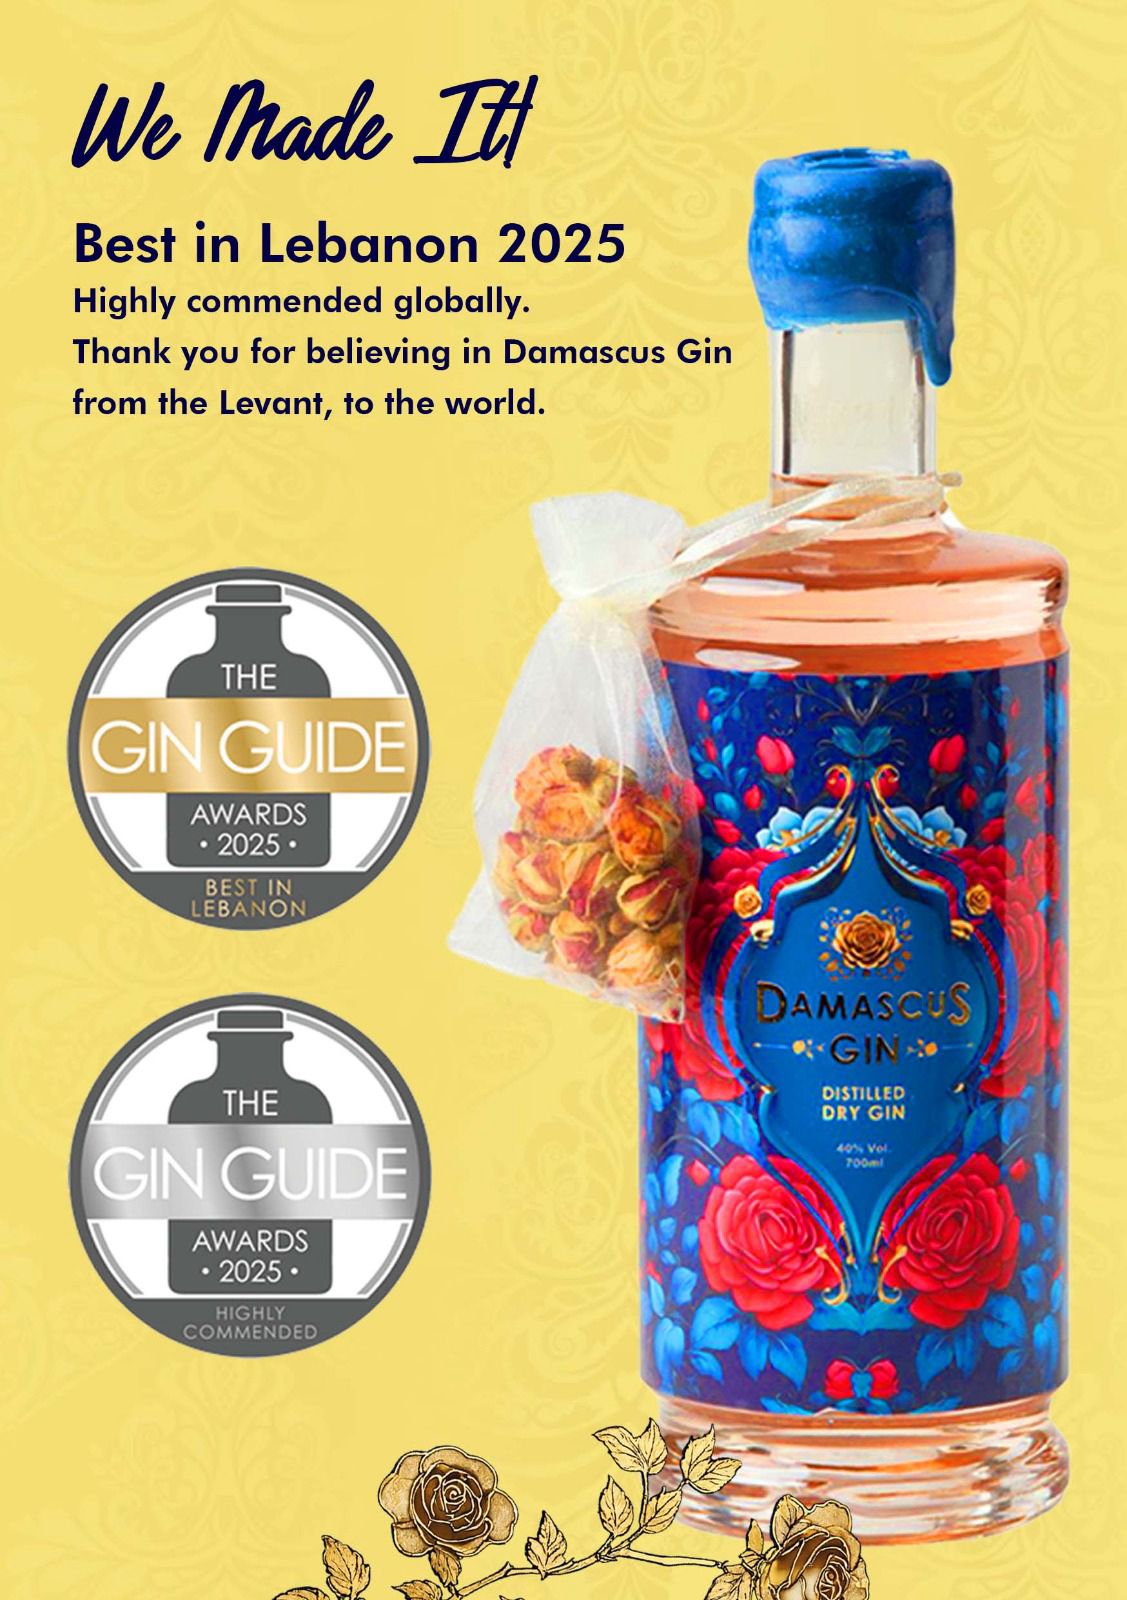 We Made It!
Best in Lebanon 2025
Highly commended globally.
Thank you for believing in Damascus Gin
from the Levant, to the world.
THE
GIN GUIDE
AWARDS
• 2025 •
BEST IN
LEBANON
THE
GIN GUIDE
AWARDS
• 2025 •
HIGHLY
COMMENDED
DAMASCUS
GIN
DISTILLED
DRY GIN
40% Vol.
700ml